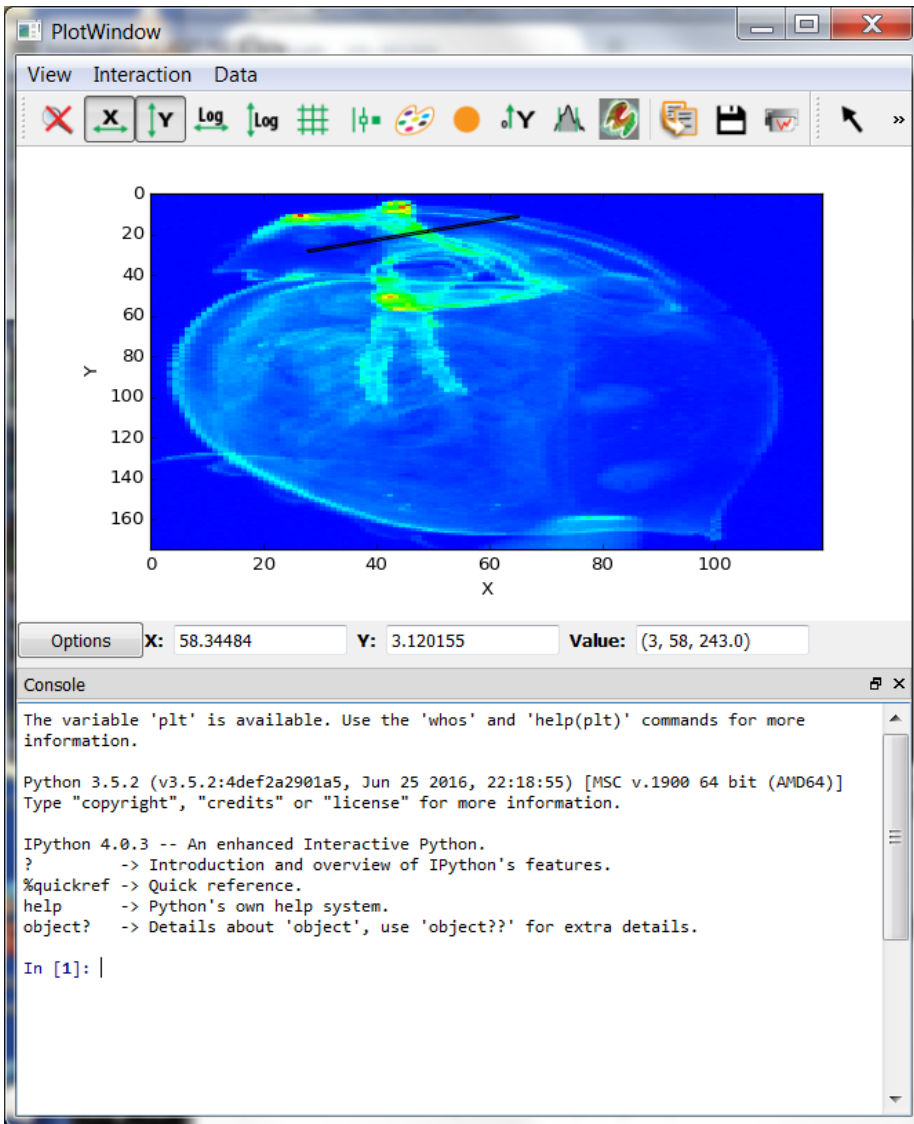 PlotWindow
View Interaction Data
X Y Log Log Y »
0
20
40
60
80
100
120
140
160
Y
0 20 40 60 80 100
X
Options X: 58.34484 Y: 3.120155 Value: (3, 58, 243.0)
Console
The variable 'plt' is available. Use the 'whos' and 'help(plt)' commands for more
information.
Python 3.5.2 (v3.5.2:4def2a2901a5, Jun 25 2016, 22:18:55) [MSC v.1900 64 bit (AMD64)]
Type "copyright", "credits" or "license" for more information.
IPython 4.0.3 -- An enhanced Interactive Python.
?         -> Introduction and overview of IPython's features.
%quickref -> Quick reference.
help      -> Python's own help system.
object?   -> Details about 'object', use 'object??' for extra details.
In [1]: